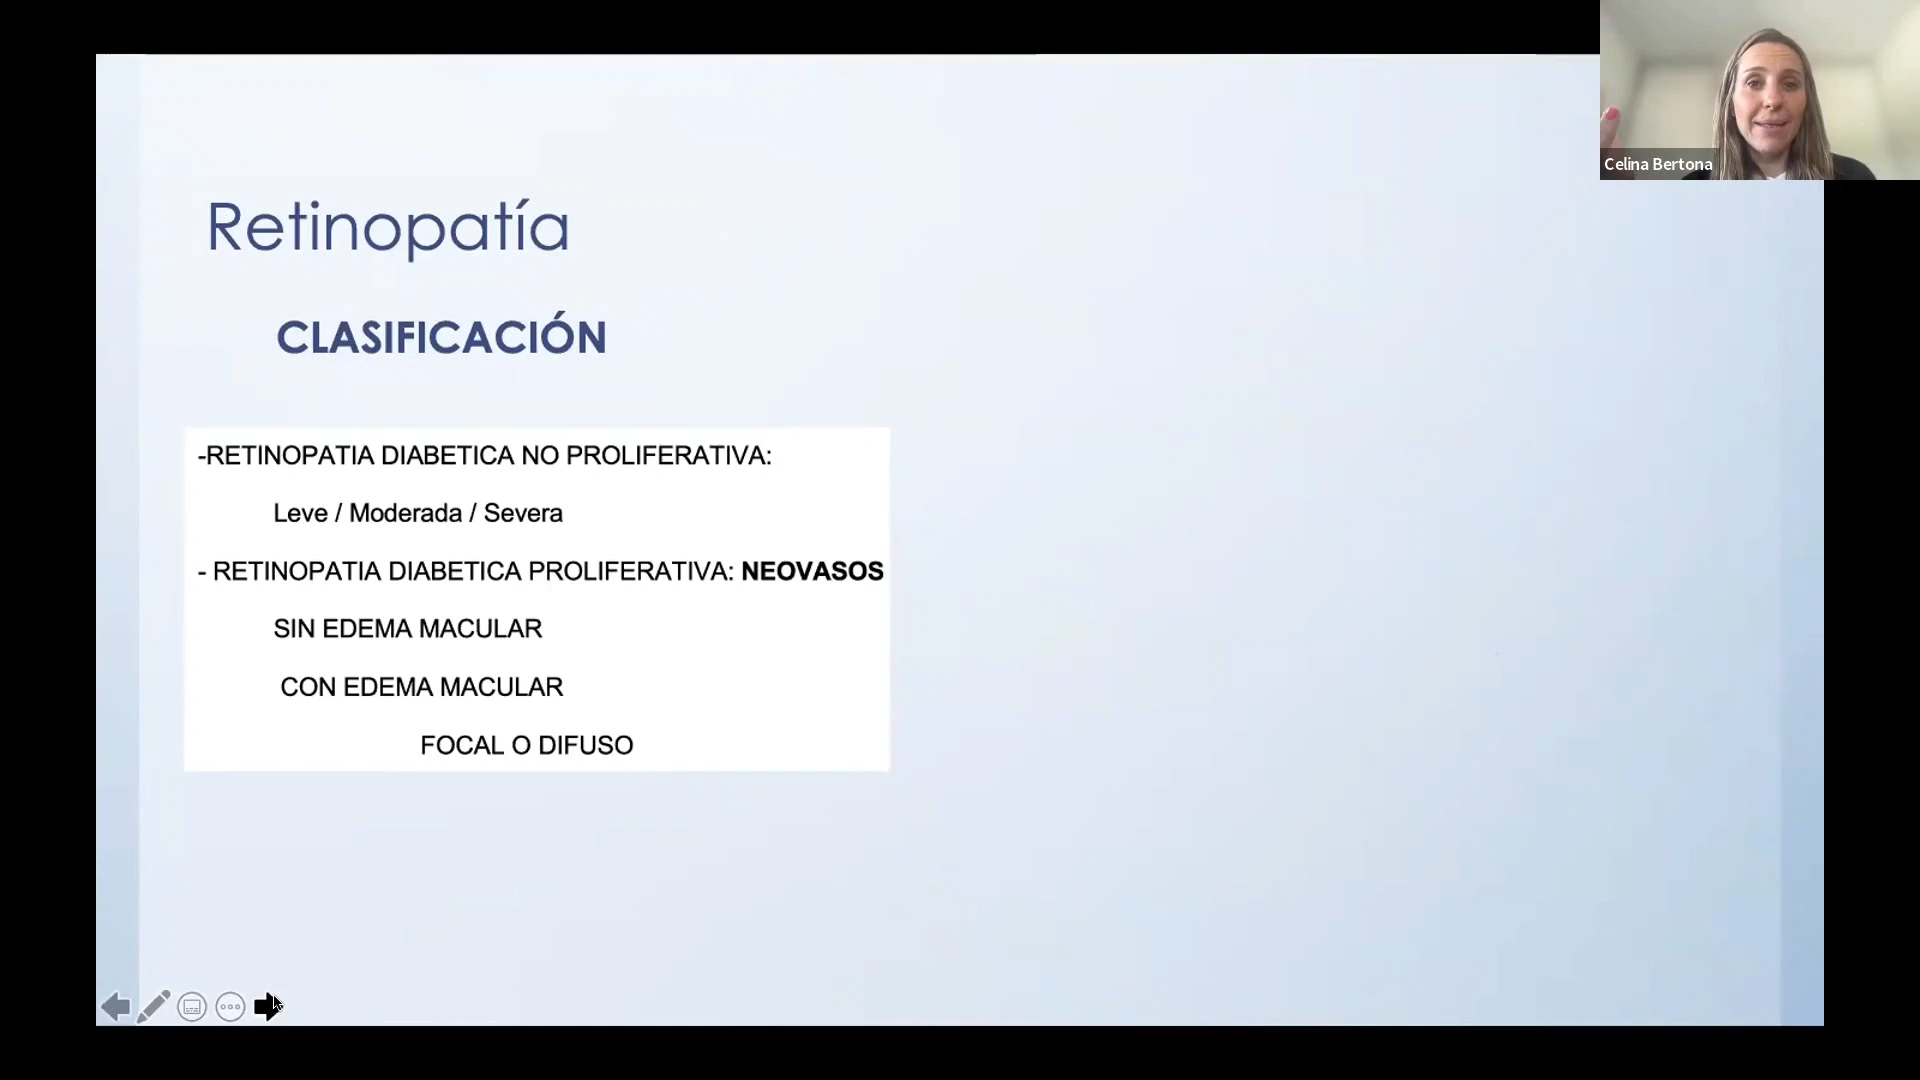 Celina Bertona
Retinopatía
CLASIFICACIÓN
-RETINOPATIA DIABETICA NO PROLIFERATIVA:
Leve / Moderada / Severa
- RETINOPATIA DIABETICA PROLIFERATIVA: NEOVASOS
SIN EDEMA MACULAR
CON EDEMA MACULAR
FOCAL O DIFUSO